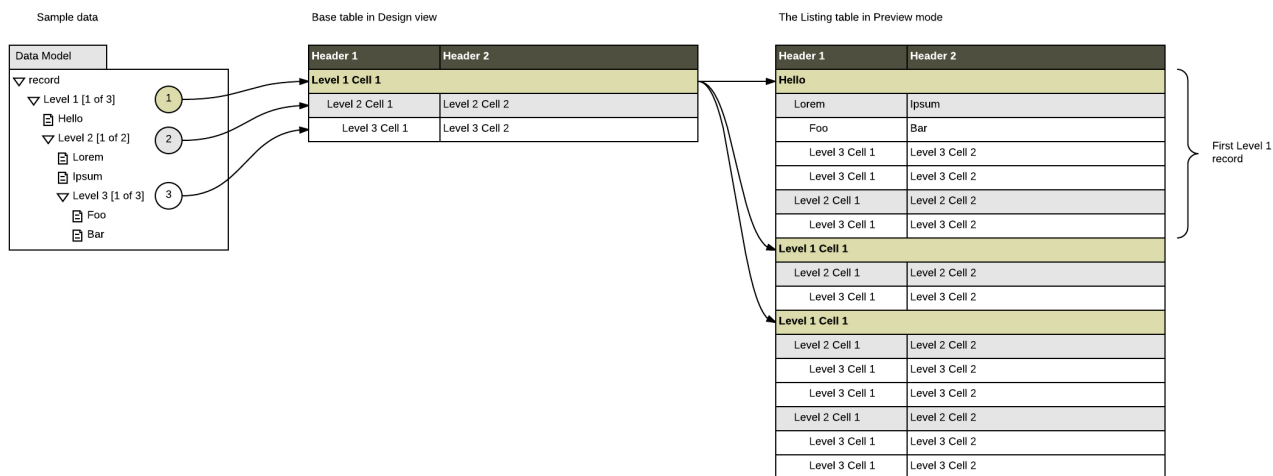 Sample data
Data Model
record
Level 1 [1 of 3]
Hello
Level 2 [1 of 2]
Lorem
Ipsum
Level 3 [1 of 3]
Foo
Bar
1
2
3
Base table in Design view
Header 1 Header 2
Level 1 Cell 1
Level 2 Cell 1 Level 2 Cell 2
Level 3 Cell 1 Level 3 Cell 2
The Listing table in Preview mode
Header 1 Header 2
Hello
Lorem Ipsum
Foo Bar
Level 3 Cell 1 Level 3 Cell 2
Level 3 Cell 1 Level 3 Cell 2
Level 2 Cell 1 Level 2 Cell 2
Level 3 Cell 1 Level 3 Cell 2
Level 1 Cell 1
Level 2 Cell 1 Level 2 Cell 2
Level 3 Cell 1 Level 3 Cell 2
Level 1 Cell 1
Level 2 Cell 1 Level 2 Cell 2
Level 3 Cell 1 Level 3 Cell 2
Level 3 Cell 1 Level 3 Cell 2
Level 2 Cell 1 Level 2 Cell 2
Level 3 Cell 1 Level 3 Cell 2
Level 3 Cell 1 Level 3 Cell 2
First Level 1
record